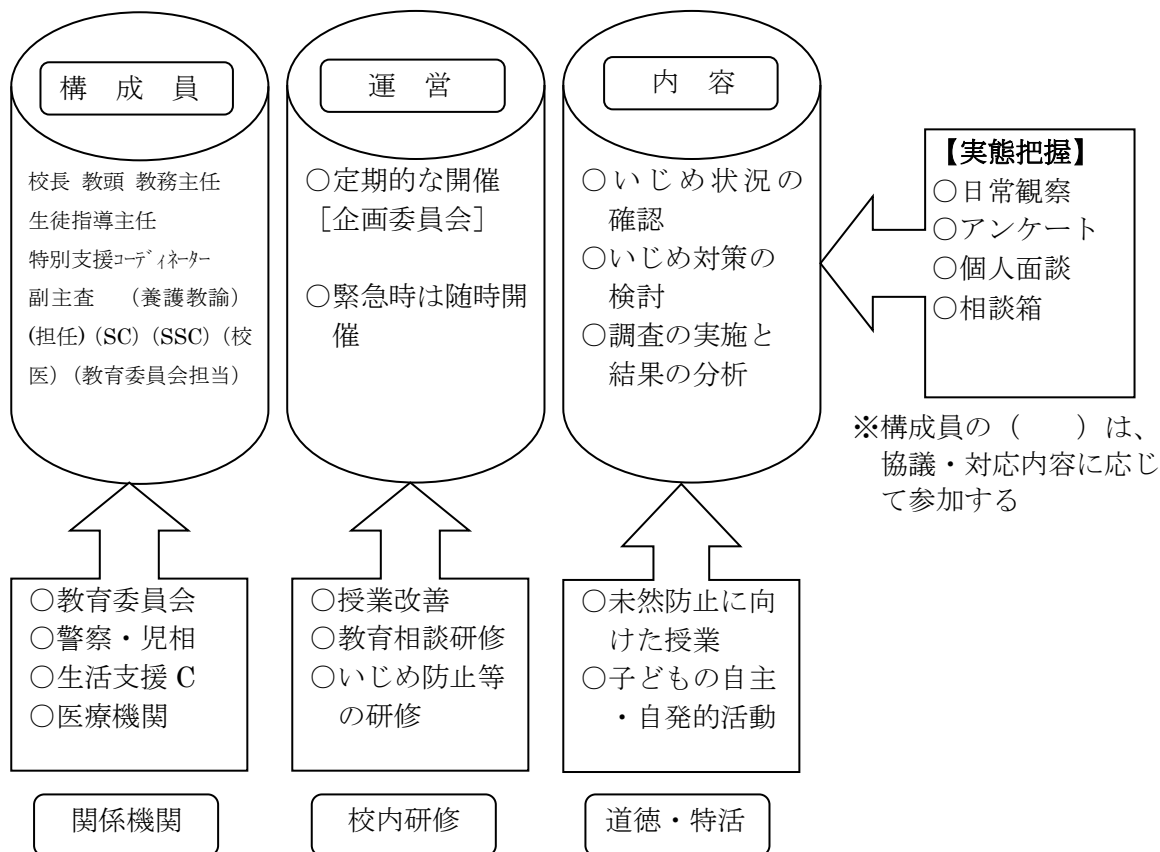 構 成 員
校長 教頭 教務主任
生徒指導主任
特別支援ｺｰﾃﾞｨﾈｰﾀｰ
副主査 （養護教諭）
(担任)（SC）（SSC）（校
医）（教育委員会担当）
運 営
○定期的な開催
［企画委員会］
○緊急時は随時開
催
内 容
○いじめ状況の
確認
○いじめ対策の
検討
○調査の実施と
結果の分析
【実態把握】
○日常観察
○アンケート
○個人面談
○相談箱
※構成員の（　　）は、
協議・対応内容に応じ
て参加する
○教育委員会
○警察・児相
○生活支援 C
○医療機関
関係機関
○授業改善
○教育相談研修
○いじめ防止等
の研修
校内研修
○未然防止に向
けた授業
○子どもの自主
・自発的活動
道徳・特活